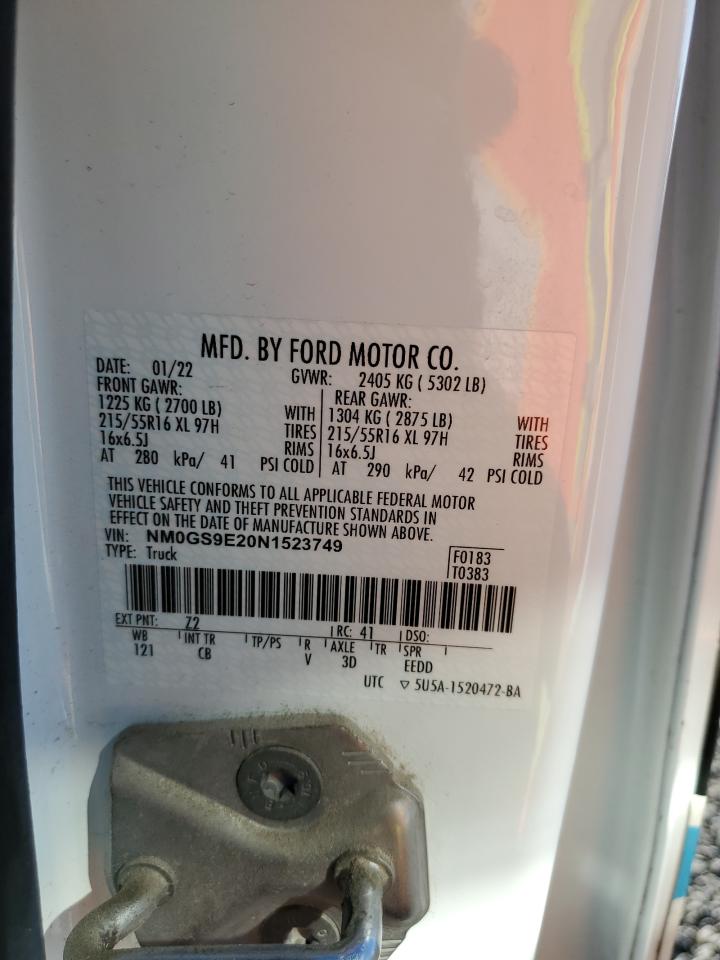 MFD. BY FORD MOTOR CO.
DATE: 01/22 GVWR: 2405 KG ( 5302 LB)
FRONT GAWR: REAR GAWR:
1225 KG ( 2700 LB) WITH 1304 KG ( 2875 LB) WITH
215/55R16 XL 97H TIRES 215/55R16 XL 97H TIRES
16x6.5J RIMS 16x6.5J RIMS
AT 280 kPa/ 41 PSI COLD AT 290 kPa/ 42 PSI COLD
THIS VEHICLE CONFORMS TO ALL APPLICABLE FEDERAL MOTOR
VEHICLE SAFETY AND THEFT PREVENTION STANDARDS IN
EFFECT ON THE DATE OF MANUFACTURE SHOWN ABOVE.
VIN: NM0GS9E20N1523749
TYPE: Truck F0183
T0383
EXT PNT: Z2 RC: 41 DSO:
WB INT TR TP/PS R AXLE TR SPR
121 CB V 3D EEDD
UTC ▽ 5U5A-1520472-BA